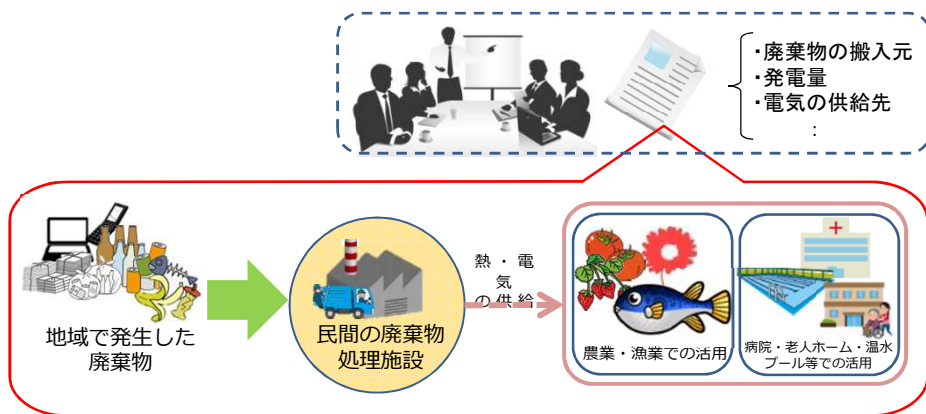 ・廃棄物の搬入元
・発電量
・電気の供給先
：
地域で発生した
廃棄物
民間の廃棄物
処理施設
熱・電
気
の供給
農業・漁業での活用
病院・老人ホーム・温水
プール等での活用